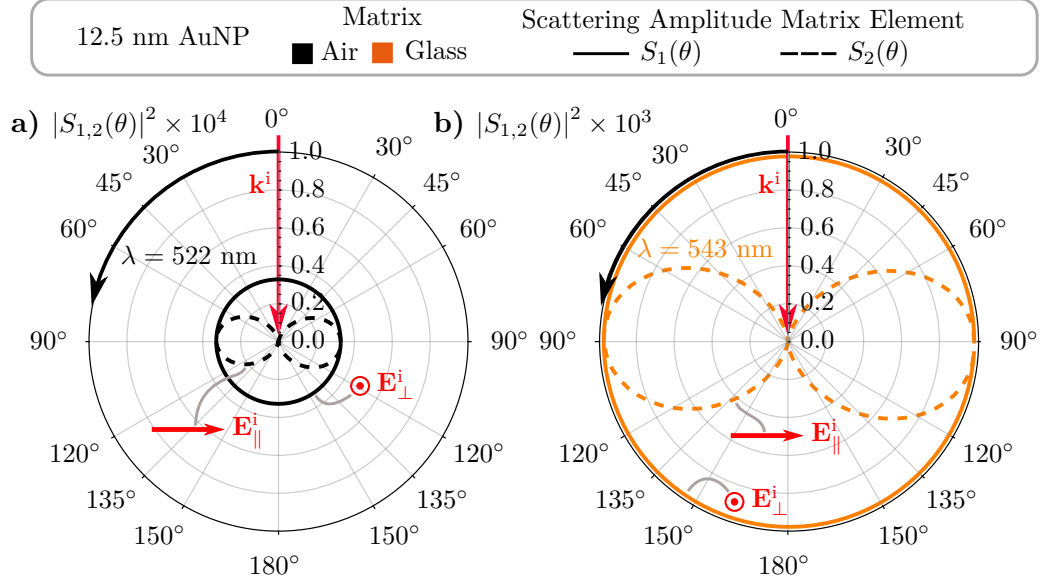 12.5 nm AuNP
Matrix
Air Glass
Scattering Amplitude Matrix Element
S₁(θ) S₂(θ)
a) |S₁,₂(θ)|² × 10⁴
0°
30°
30°
45°
45°
60°
60°
90°
90°
120°
120°
135°
135°
150°
150°
180°
1.0
0.8
0.6
0.4
0.2
0.0
kⁱ
λ = 522 nm
Eⁱ⊥
Eⁱ∥
b) |S₁,₂(θ)|² × 10³
0°
30°
30°
45°
45°
60°
60°
90°
90°
120°
120°
135°
135°
150°
150°
180°
1.0
0.8
0.6
0.4
0.2
0.0
kⁱ
λ = 543 nm
Eⁱ∥
Eⁱ⊥